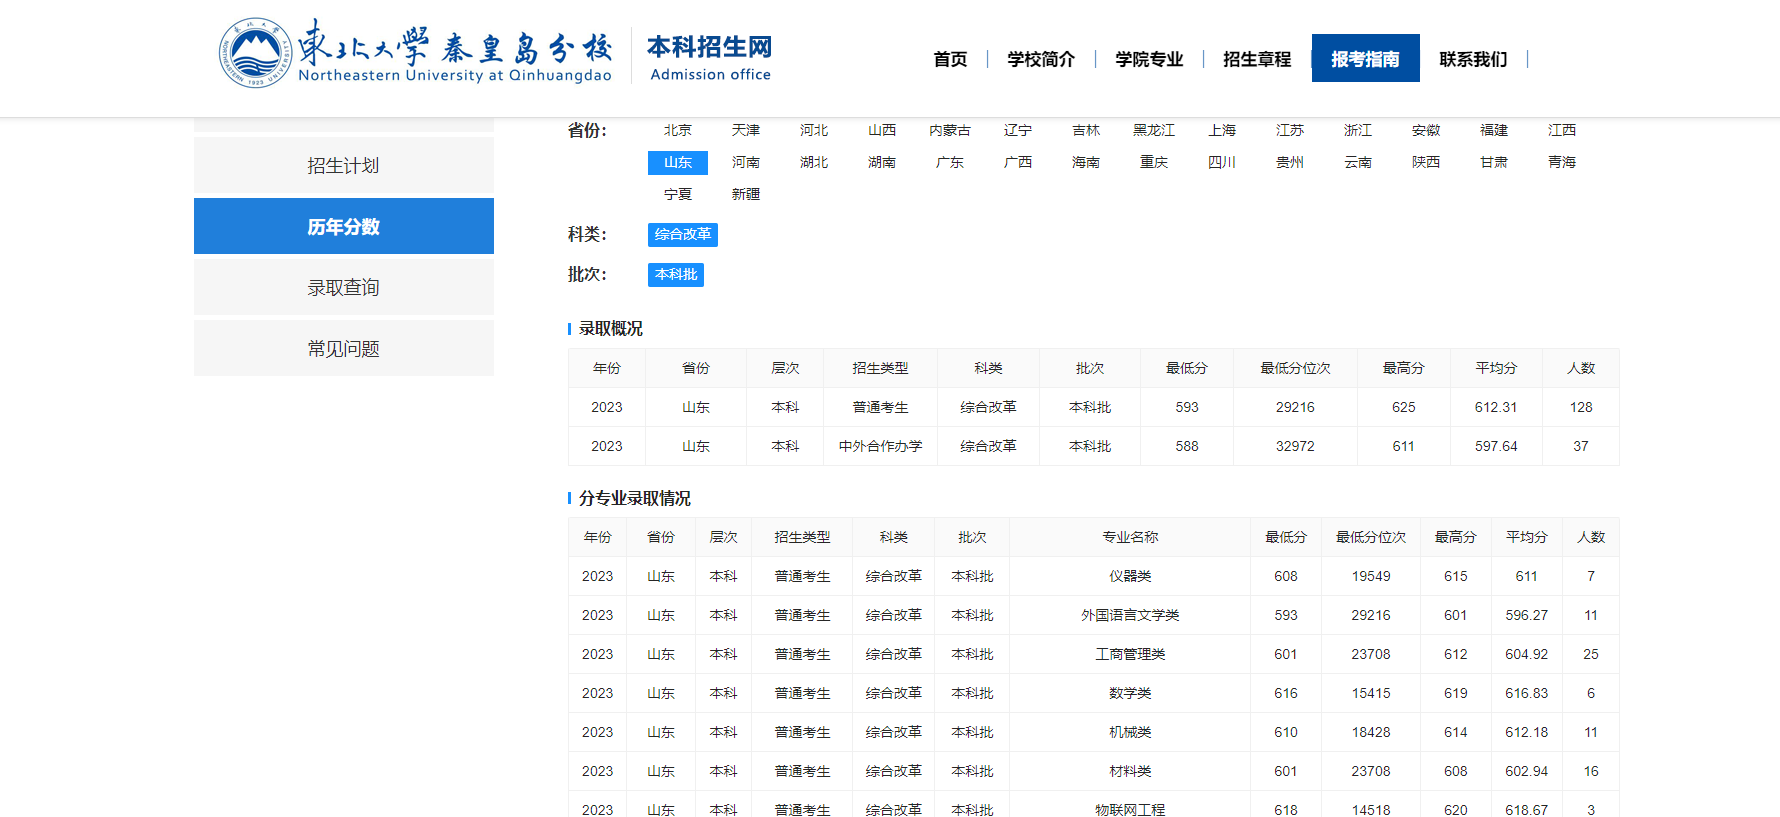 東北大学秦皇岛分校
Northeastern University at Qinhuangdao
本科招生网
Admission office
首页 学校简介 学院专业 招生章程 报考指南 联系我们
招生计划
历年分数
录取查询
常见问题
省份： 北京 天津 河北 山西 内蒙古 辽宁 吉林 黑龙江 上海 江苏 浙江 安徽 福建 江西
山东 河南 湖北 湖南 广东 广西 海南 重庆 四川 贵州 云南 陕西 甘肃 青海
宁夏 新疆
科类： 综合改革
批次： 本科批
录取概况
年份 省份 层次 招生类型 科类 批次 最低分 最低分位次 最高分 平均分 人数
2023 山东 本科 普通考生 综合改革 本科批 593 29216 625 612.31 128
2023 山东 本科 中外合作办学 综合改革 本科批 588 32972 611 597.64 37
分专业录取情况
年份 省份 层次 招生类型 科类 批次 专业名称 最低分 最低分位次 最高分 平均分 人数
2023 山东 本科 普通考生 综合改革 本科批 仪器类 608 19549 615 611 7
2023 山东 本科 普通考生 综合改革 本科批 外国语言文学类 593 29216 601 596.27 11
2023 山东 本科 普通考生 综合改革 本科批 工商管理类 601 23708 612 604.92 25
2023 山东 本科 普通考生 综合改革 本科批 数学类 616 15415 619 616.83 6
2023 山东 本科 普通考生 综合改革 本科批 机械类 610 18428 614 612.18 11
2023 山东 本科 普通考生 综合改革 本科批 材料类 601 23708 608 602.94 16
2023 山东 本科 普通考生 综合改革 本科批 物联网工程 618 14518 620 618.67 3